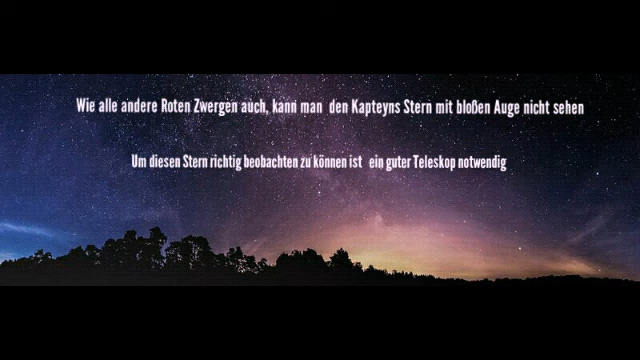 Wie alle andere Roten Zwergen auch, kann man den Kapteyns Stern mit bloßen Auge nicht sehen
Um diesen Stern richtig beobachten zu können ist ein guter Teleskop notwendig